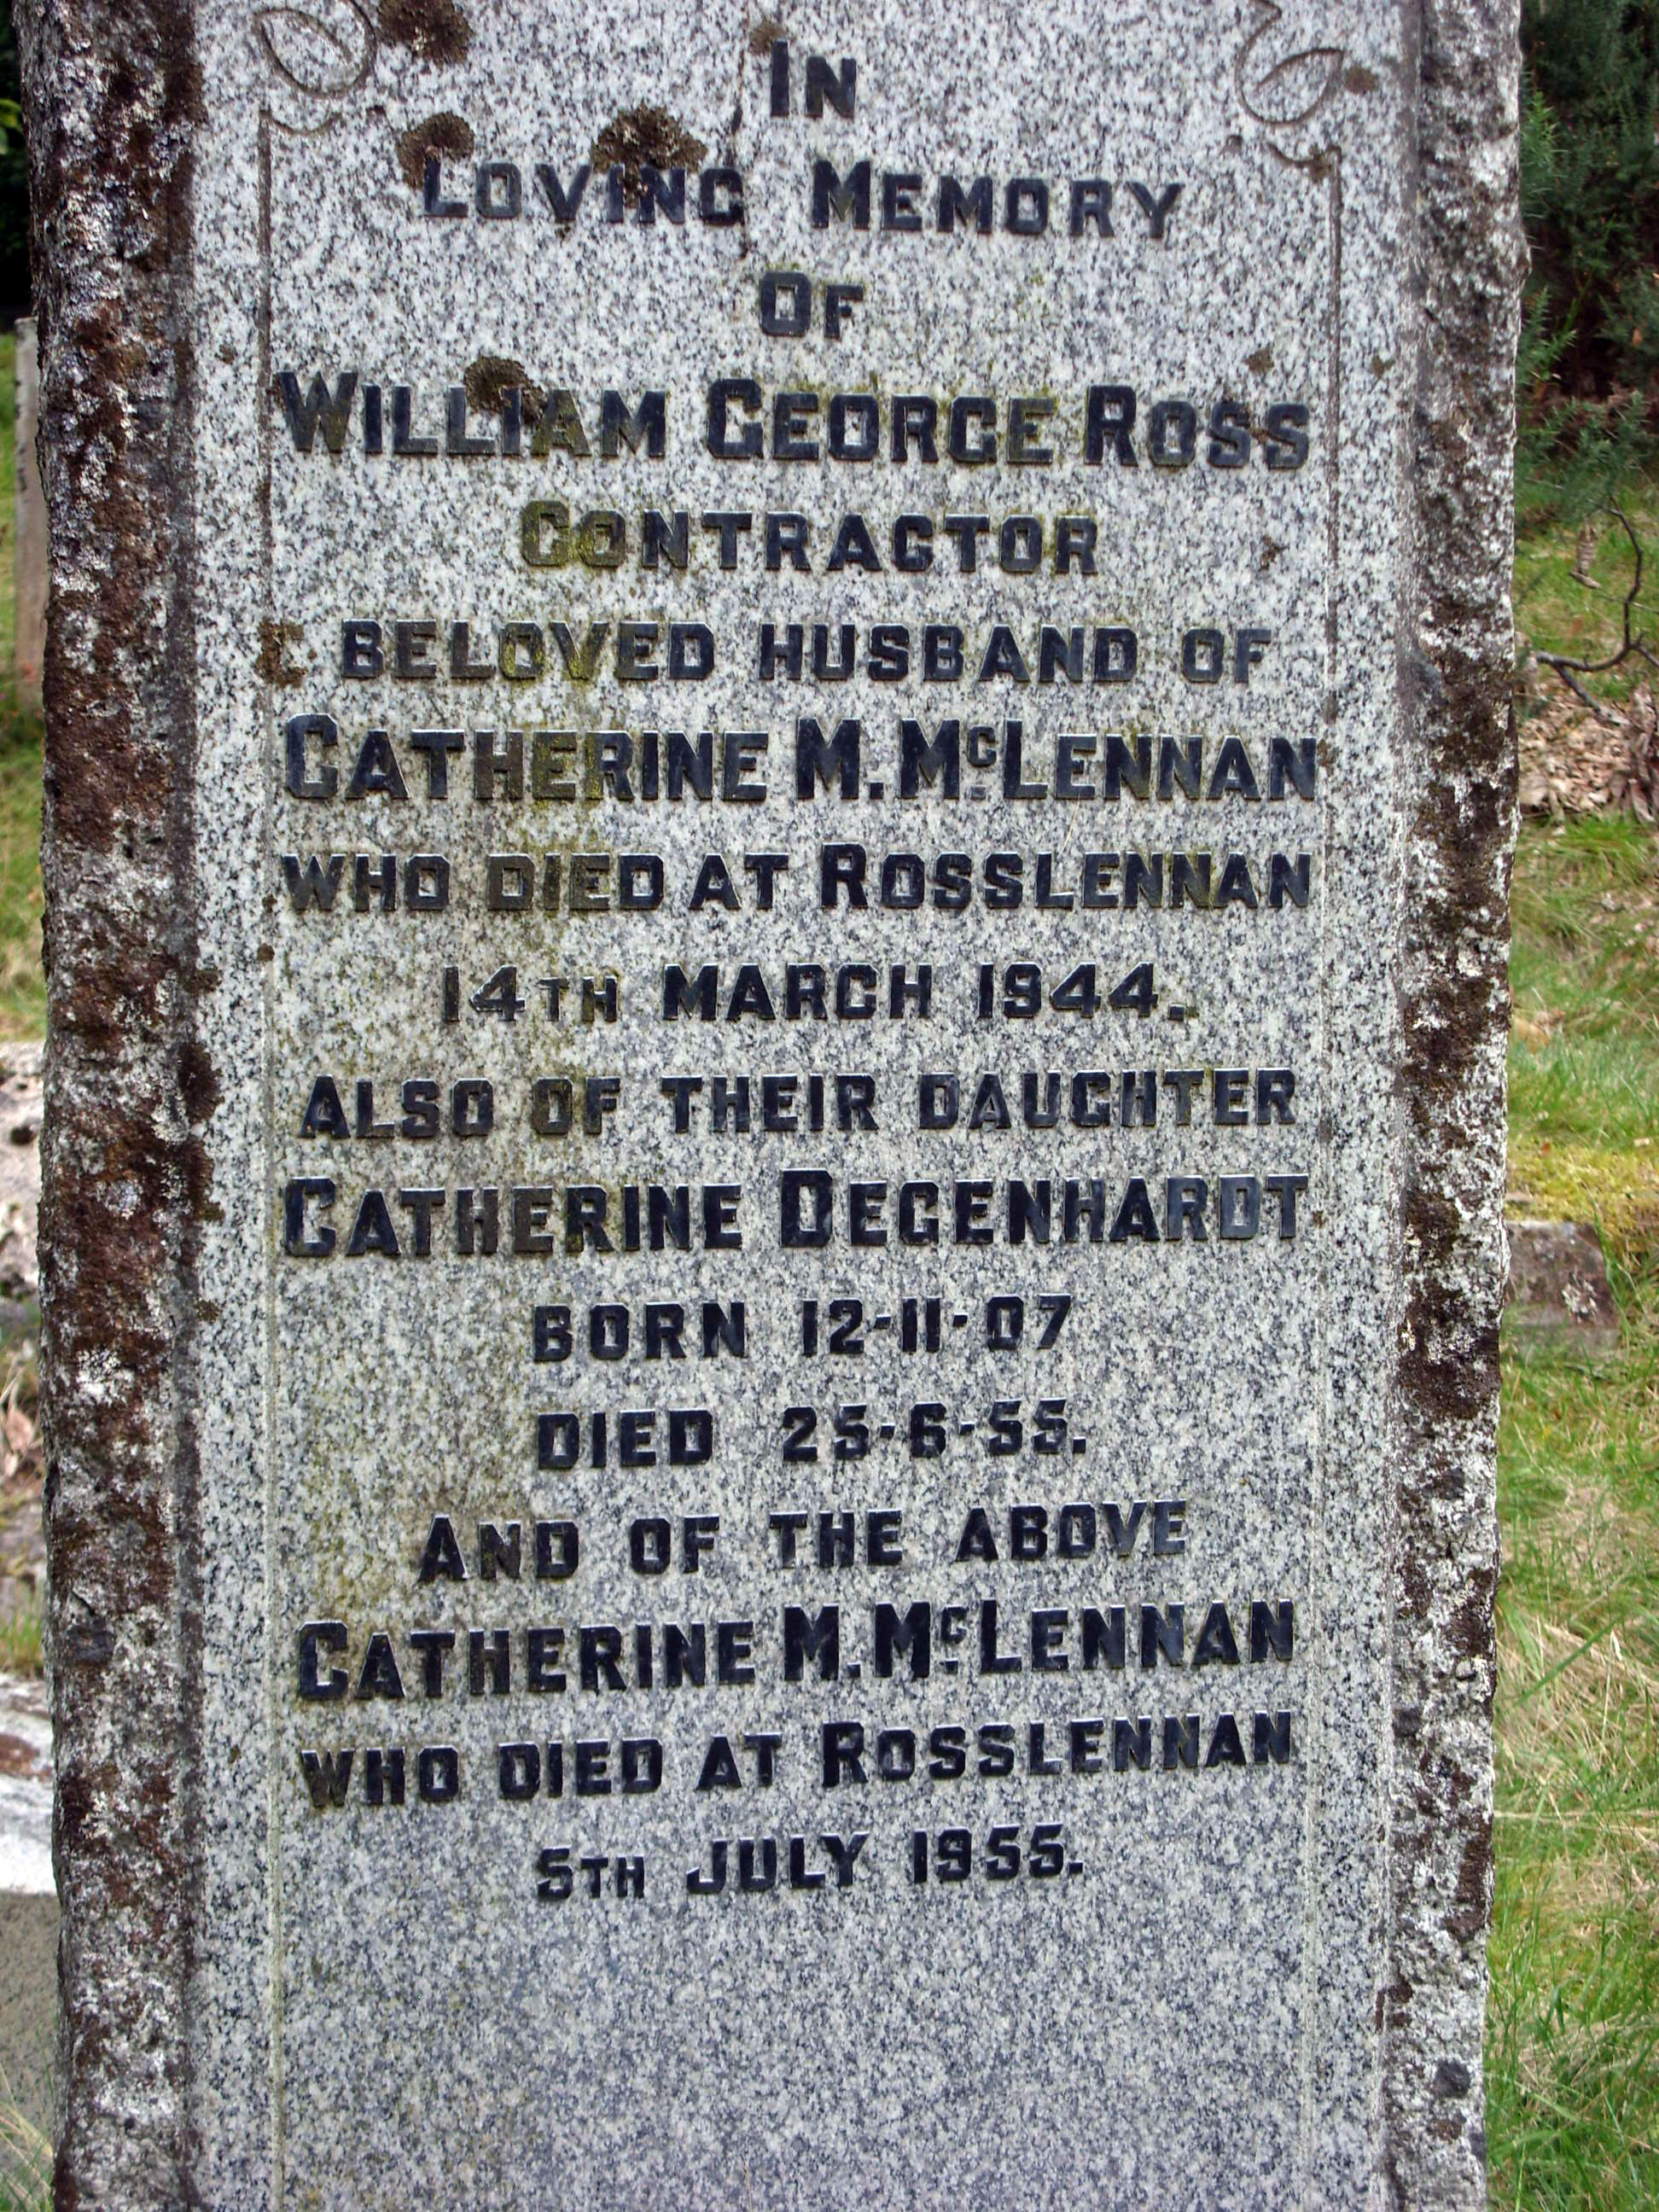 IN
LOVING MEMORY
OF
WILLIAM GEORGE ROSS
CONTRACTOR
BELOVED HUSBAND OF
CATHERINE M. McLENNAN
WHO DIED AT ROSSLENNAN
14TH MARCH 1944.
ALSO OF THEIR DAUGHTER
CATHERINE DEGENHARDT
BORN 12-11-07
DIED 25-6-55.
AND OF THE ABOVE
CATHERINE M. McLENNAN
WHO DIED AT ROSSLENNAN
5TH JULY 1955.